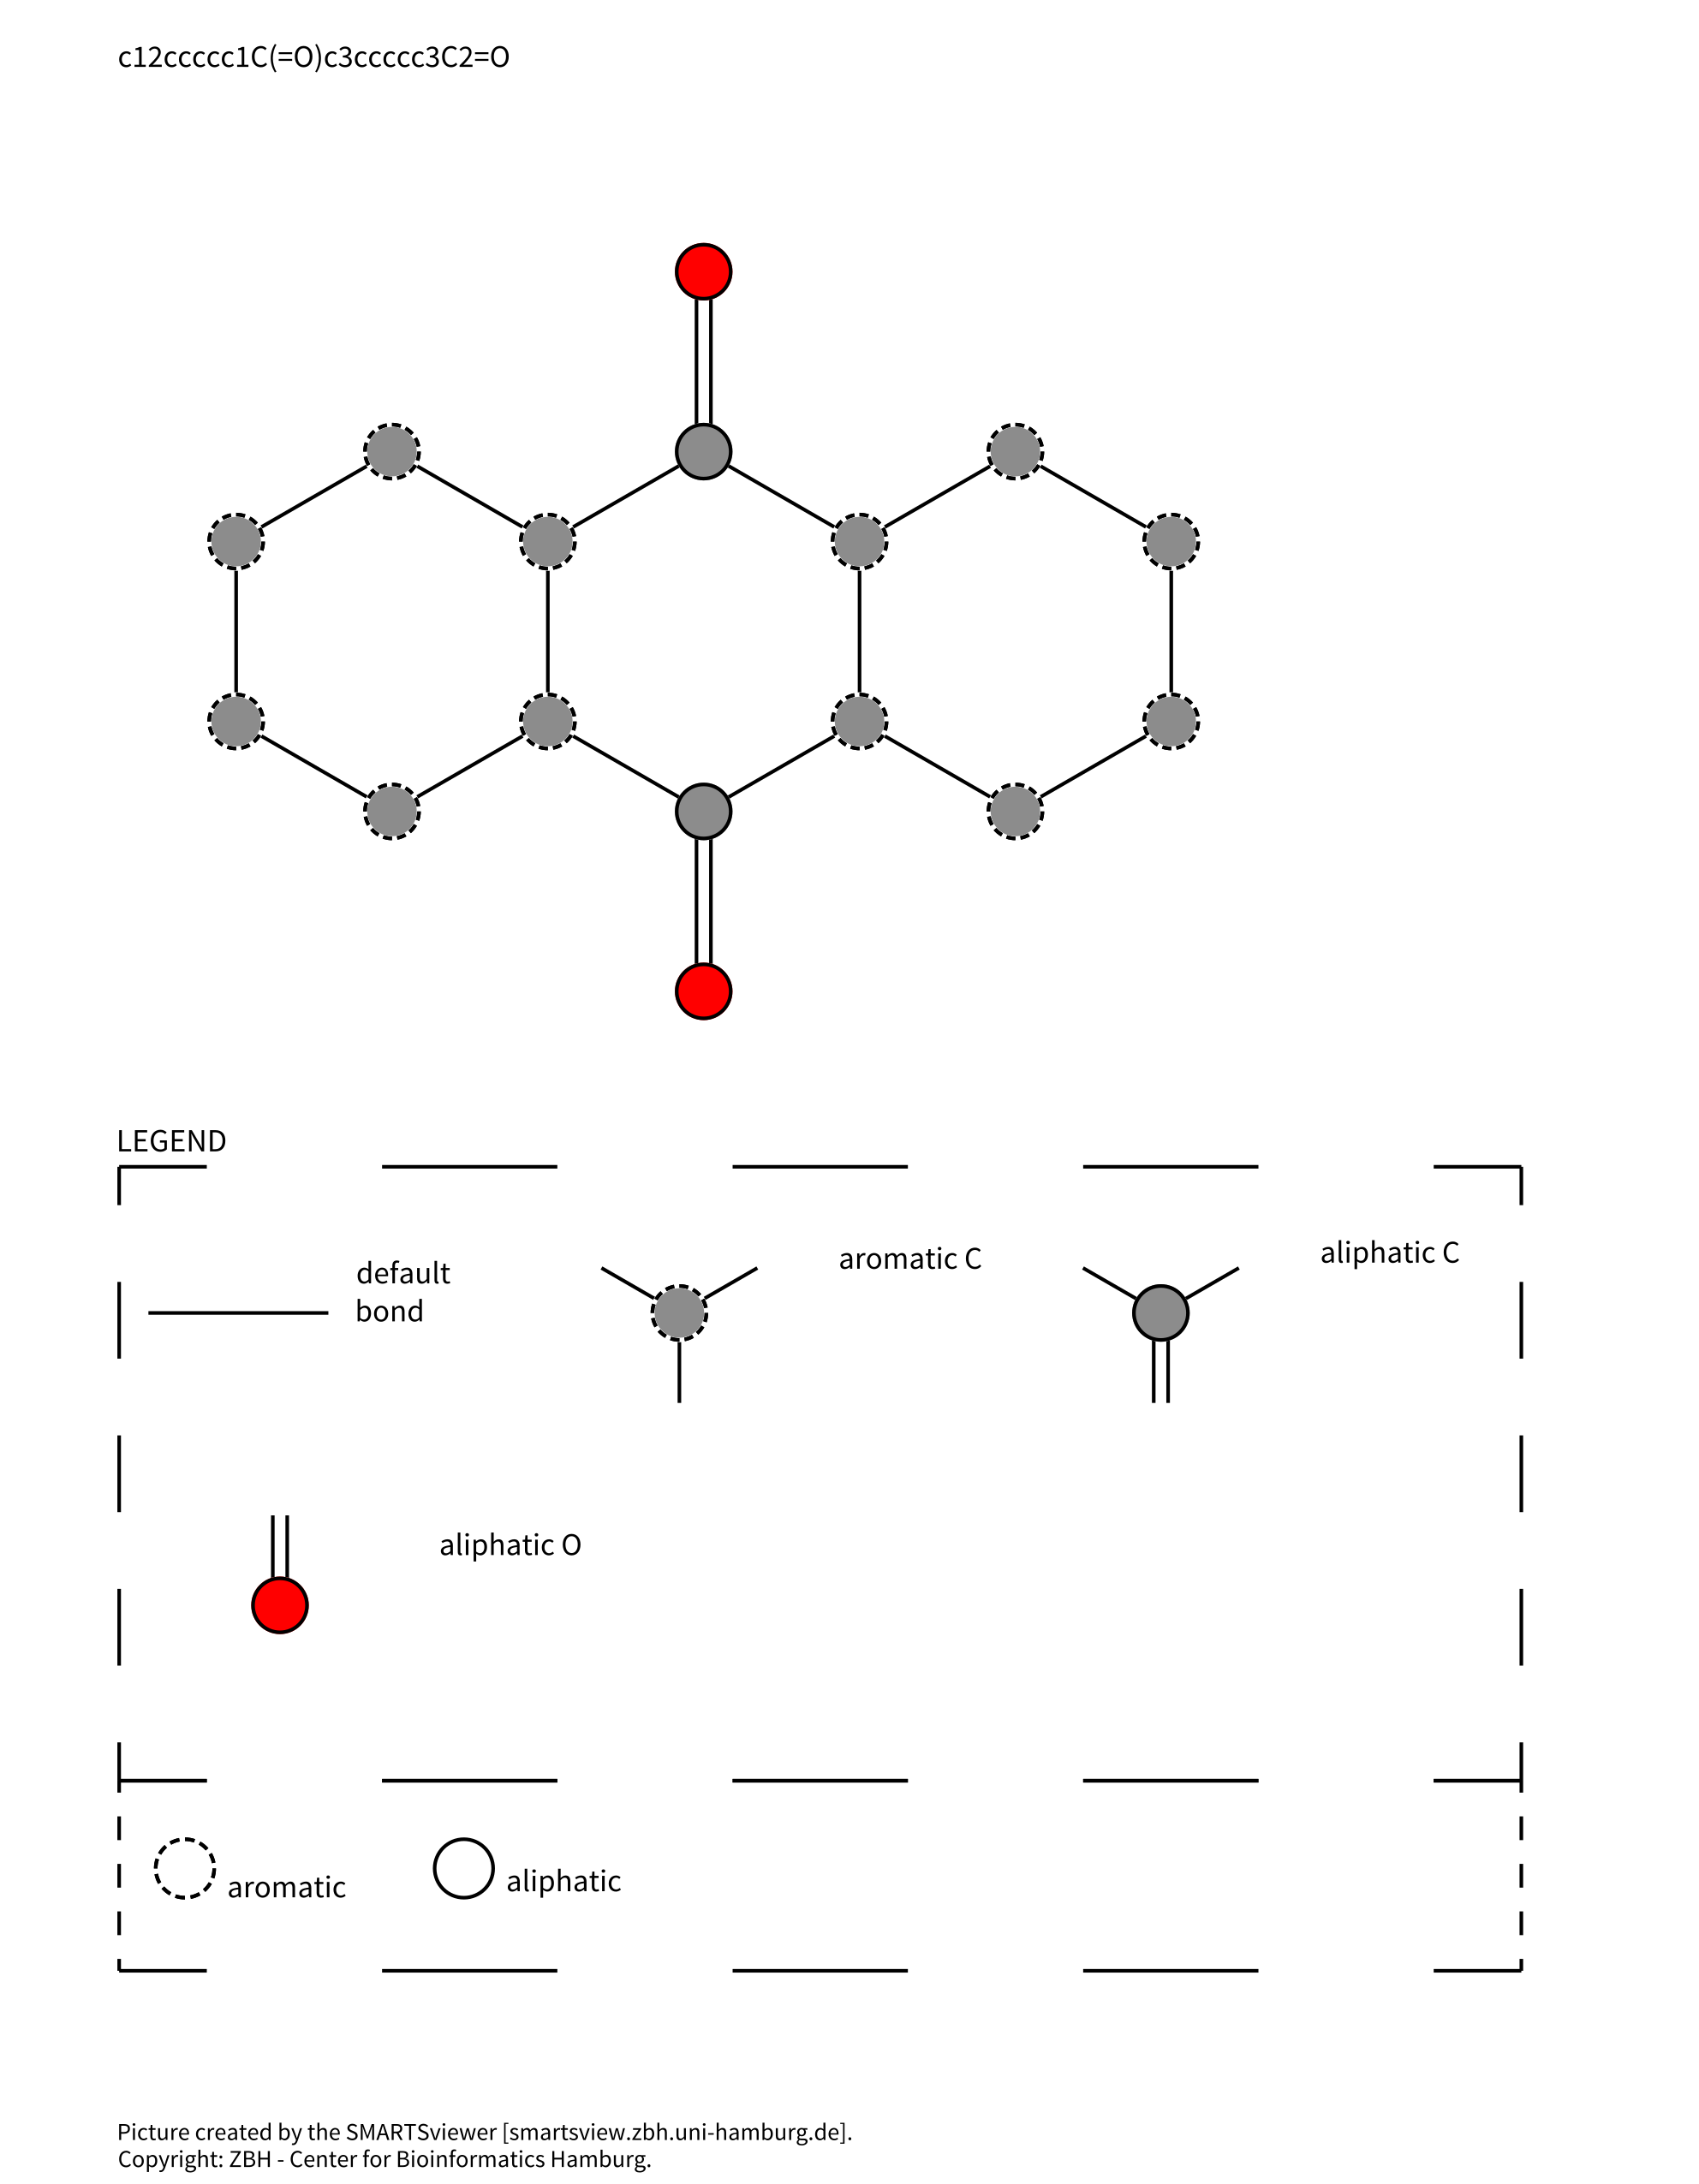 c12ccccc1C(=O)c3ccccc3C2=O
LEGEND
default
bond
aromatic C
aliphatic C
aliphatic O
aromatic
aliphatic
Picture created by the SMARTSviewer [smartsview.zbh.uni-hamburg.de].
Copyright: ZBH - Center for Bioinformatics Hamburg.